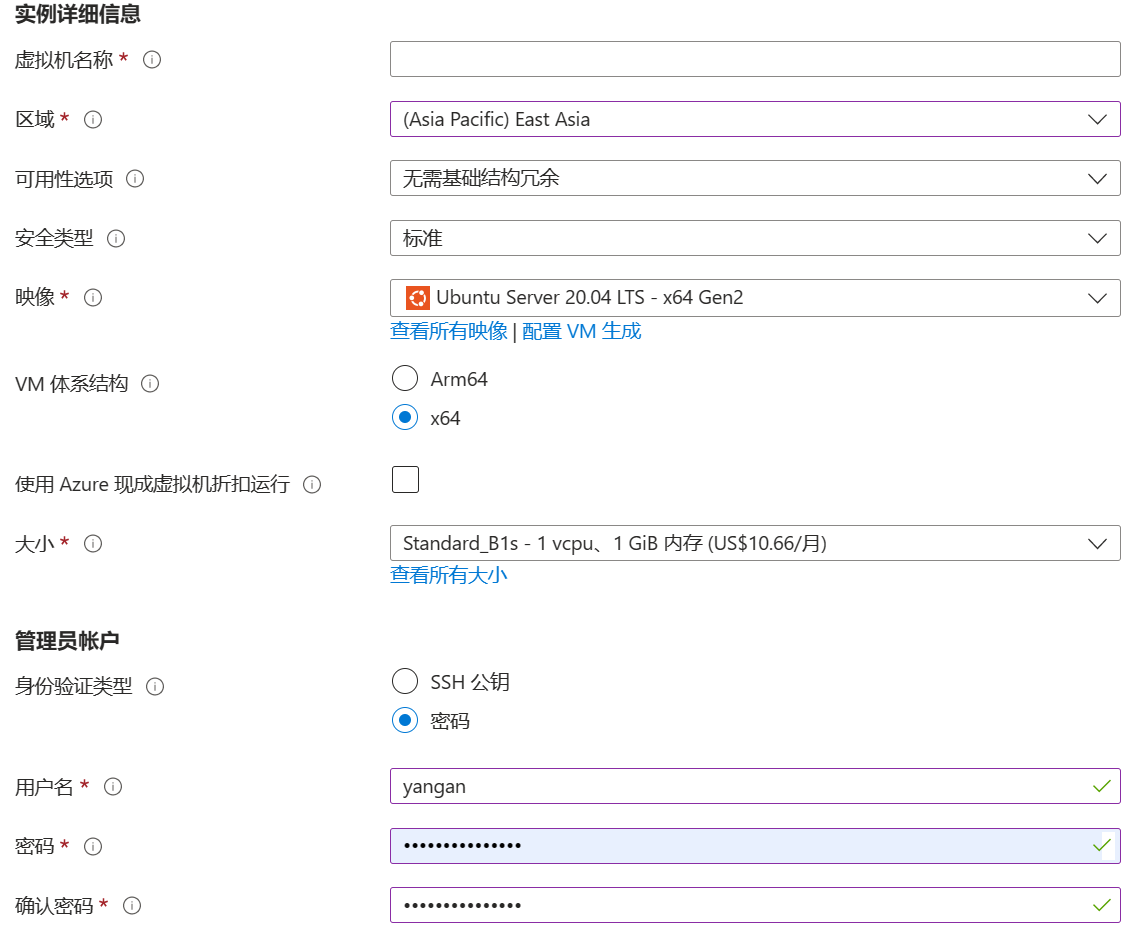 实例详细信息
虚拟机名称 *
区域 * (Asia Pacific) East Asia
可用性选项 无需基础结构冗余
安全类型 标准
映像 * Ubuntu Server 20.04 LTS - x64 Gen2
查看所有映像 | 配置 VM 生成
VM 体系结构 Arm64
x64
使用 Azure 现成虚拟机折扣运行
大小 * Standard_B1s - 1 vcpu、1 GiB 内存 (US$10.66/月)
查看所有大小
管理员帐户
身份验证类型 SSH 公钥
密码
用户名 * yangan
密码 * •••••••••••••••
确认密码 * •••••••••••••••